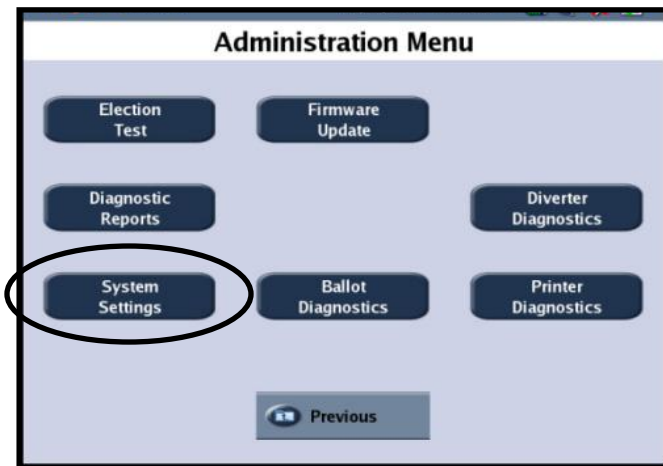 Administration Menu
Election
Test
Firmware
Update
Diagnostic
Reports
Diverter
Diagnostics
System
Settings
Ballot
Diagnostics
Printer
Diagnostics
Previous